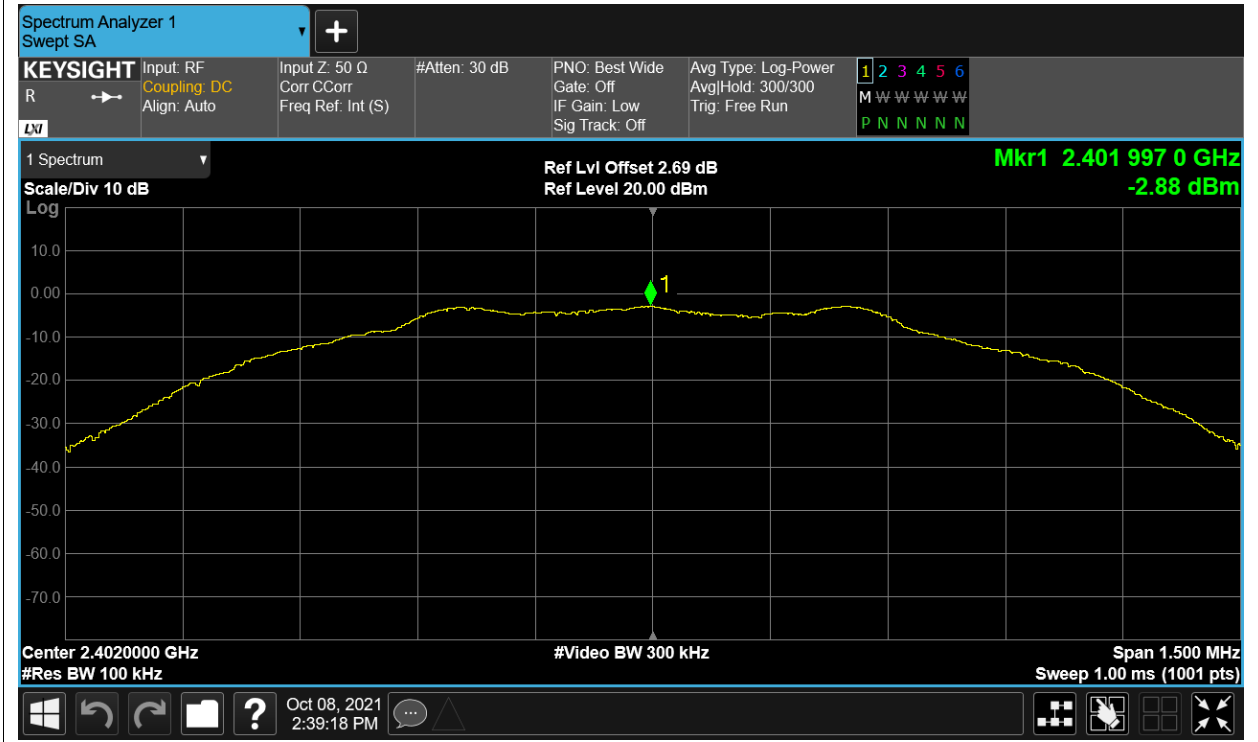 Spectrum Analyzer 1
Swept SA
+
KEYSIGHT
R
LXI
Input: RF
Coupling: DC
Align: Auto
Input Z: 50 Ω
Corr CCorr
Freq Ref: Int (S)
#Atten: 30 dB
PNO: Best Wide
Gate: Off
IF Gain: Low
Sig Track: Off
Avg Type: Log-Power
Avg|Hold: 300/300
Trig: Free Run
1 2 3 4 5 6
M W W W W W
P N N N N N
1 Spectrum
Scale/Div 10 dB
Log
Ref Lvl Offset 2.69 dB
Ref Level 20.00 dBm
Mkr1 2.401 997 0 GHz
-2.88 dBm
10.0
0.00
-10.0
-20.0
-30.0
-40.0
-50.0
-60.0
-70.0
1
Center 2.4020000 GHz
#Res BW 100 kHz
#Video BW 300 kHz
Span 1.500 MHz
Sweep 1.00 ms (1001 pts)
?
Oct 08, 2021
2:39:18 PM